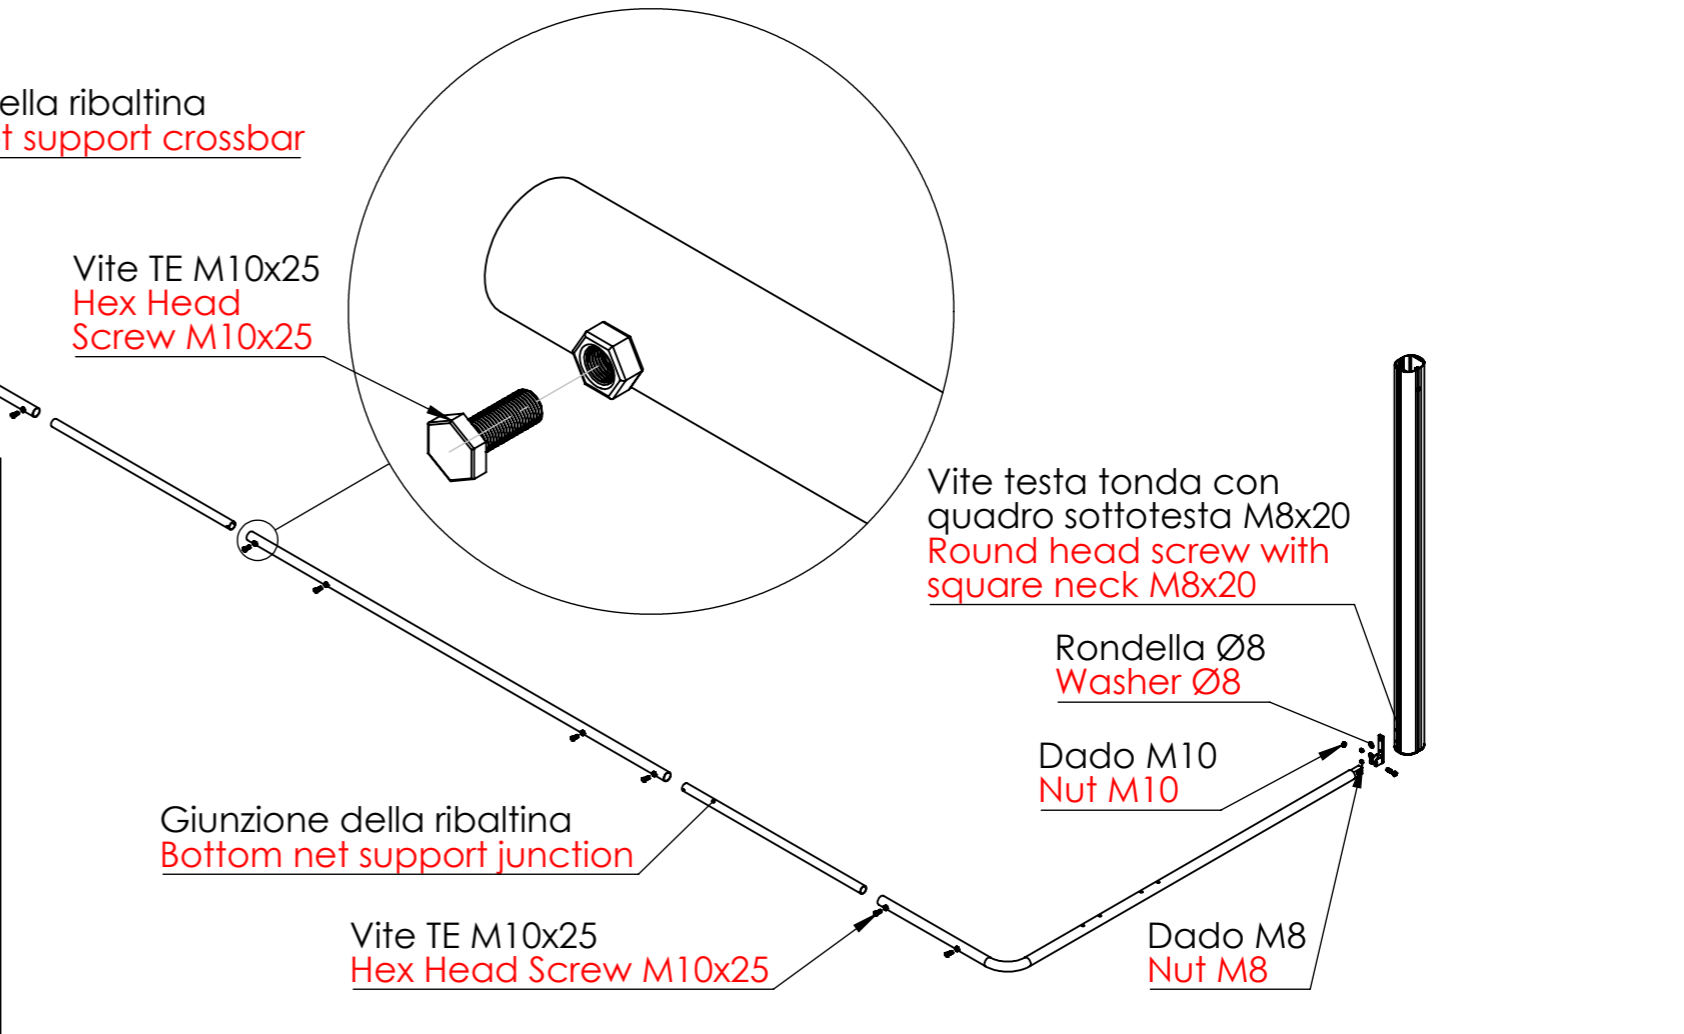 ella ribaltina
t support crossbar
Vite TE M10x25
Hex Head
Screw M10x25
Vite testa tonda con
quadro sottotesta M8x20
Round head screw with
square neck M8x20
Rondella Ø8
Washer Ø8
Dado M10
Nut M10
Giunzione della ribaltina
Bottom net support junction
Vite TE M10x25
Hex Head Screw M10x25
Dado M8
Nut M8